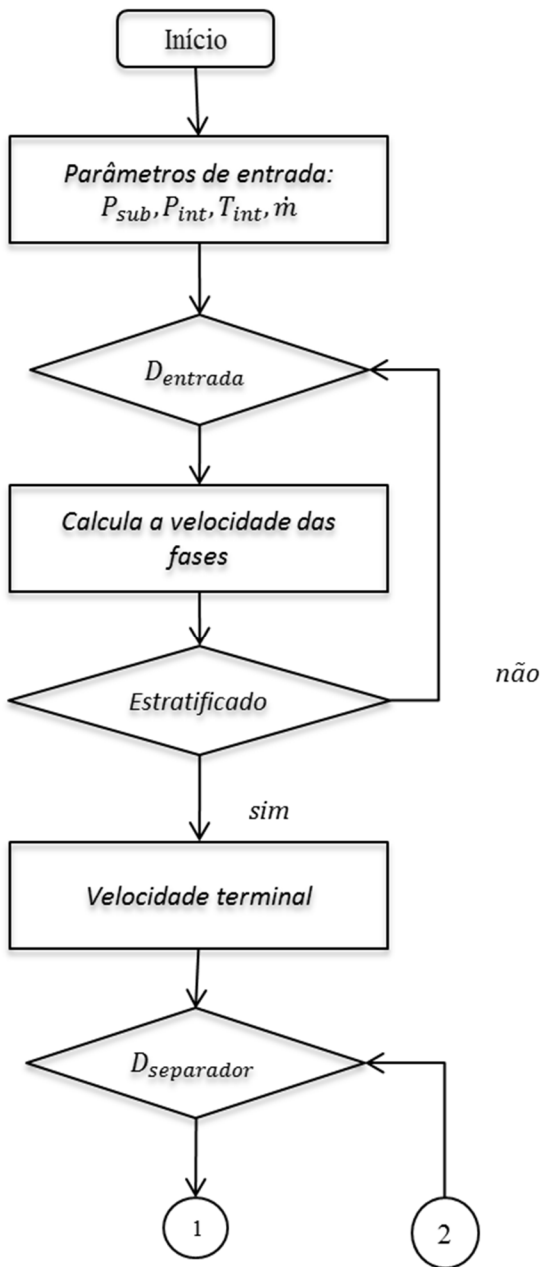 Início
Parâmetros de entrada:
P_sub, P_int, T_int, ṁ
D_entrada
Calcula a velocidade das
fases
Estratificado
não
sim
Velocidade terminal
D_separador
1
2